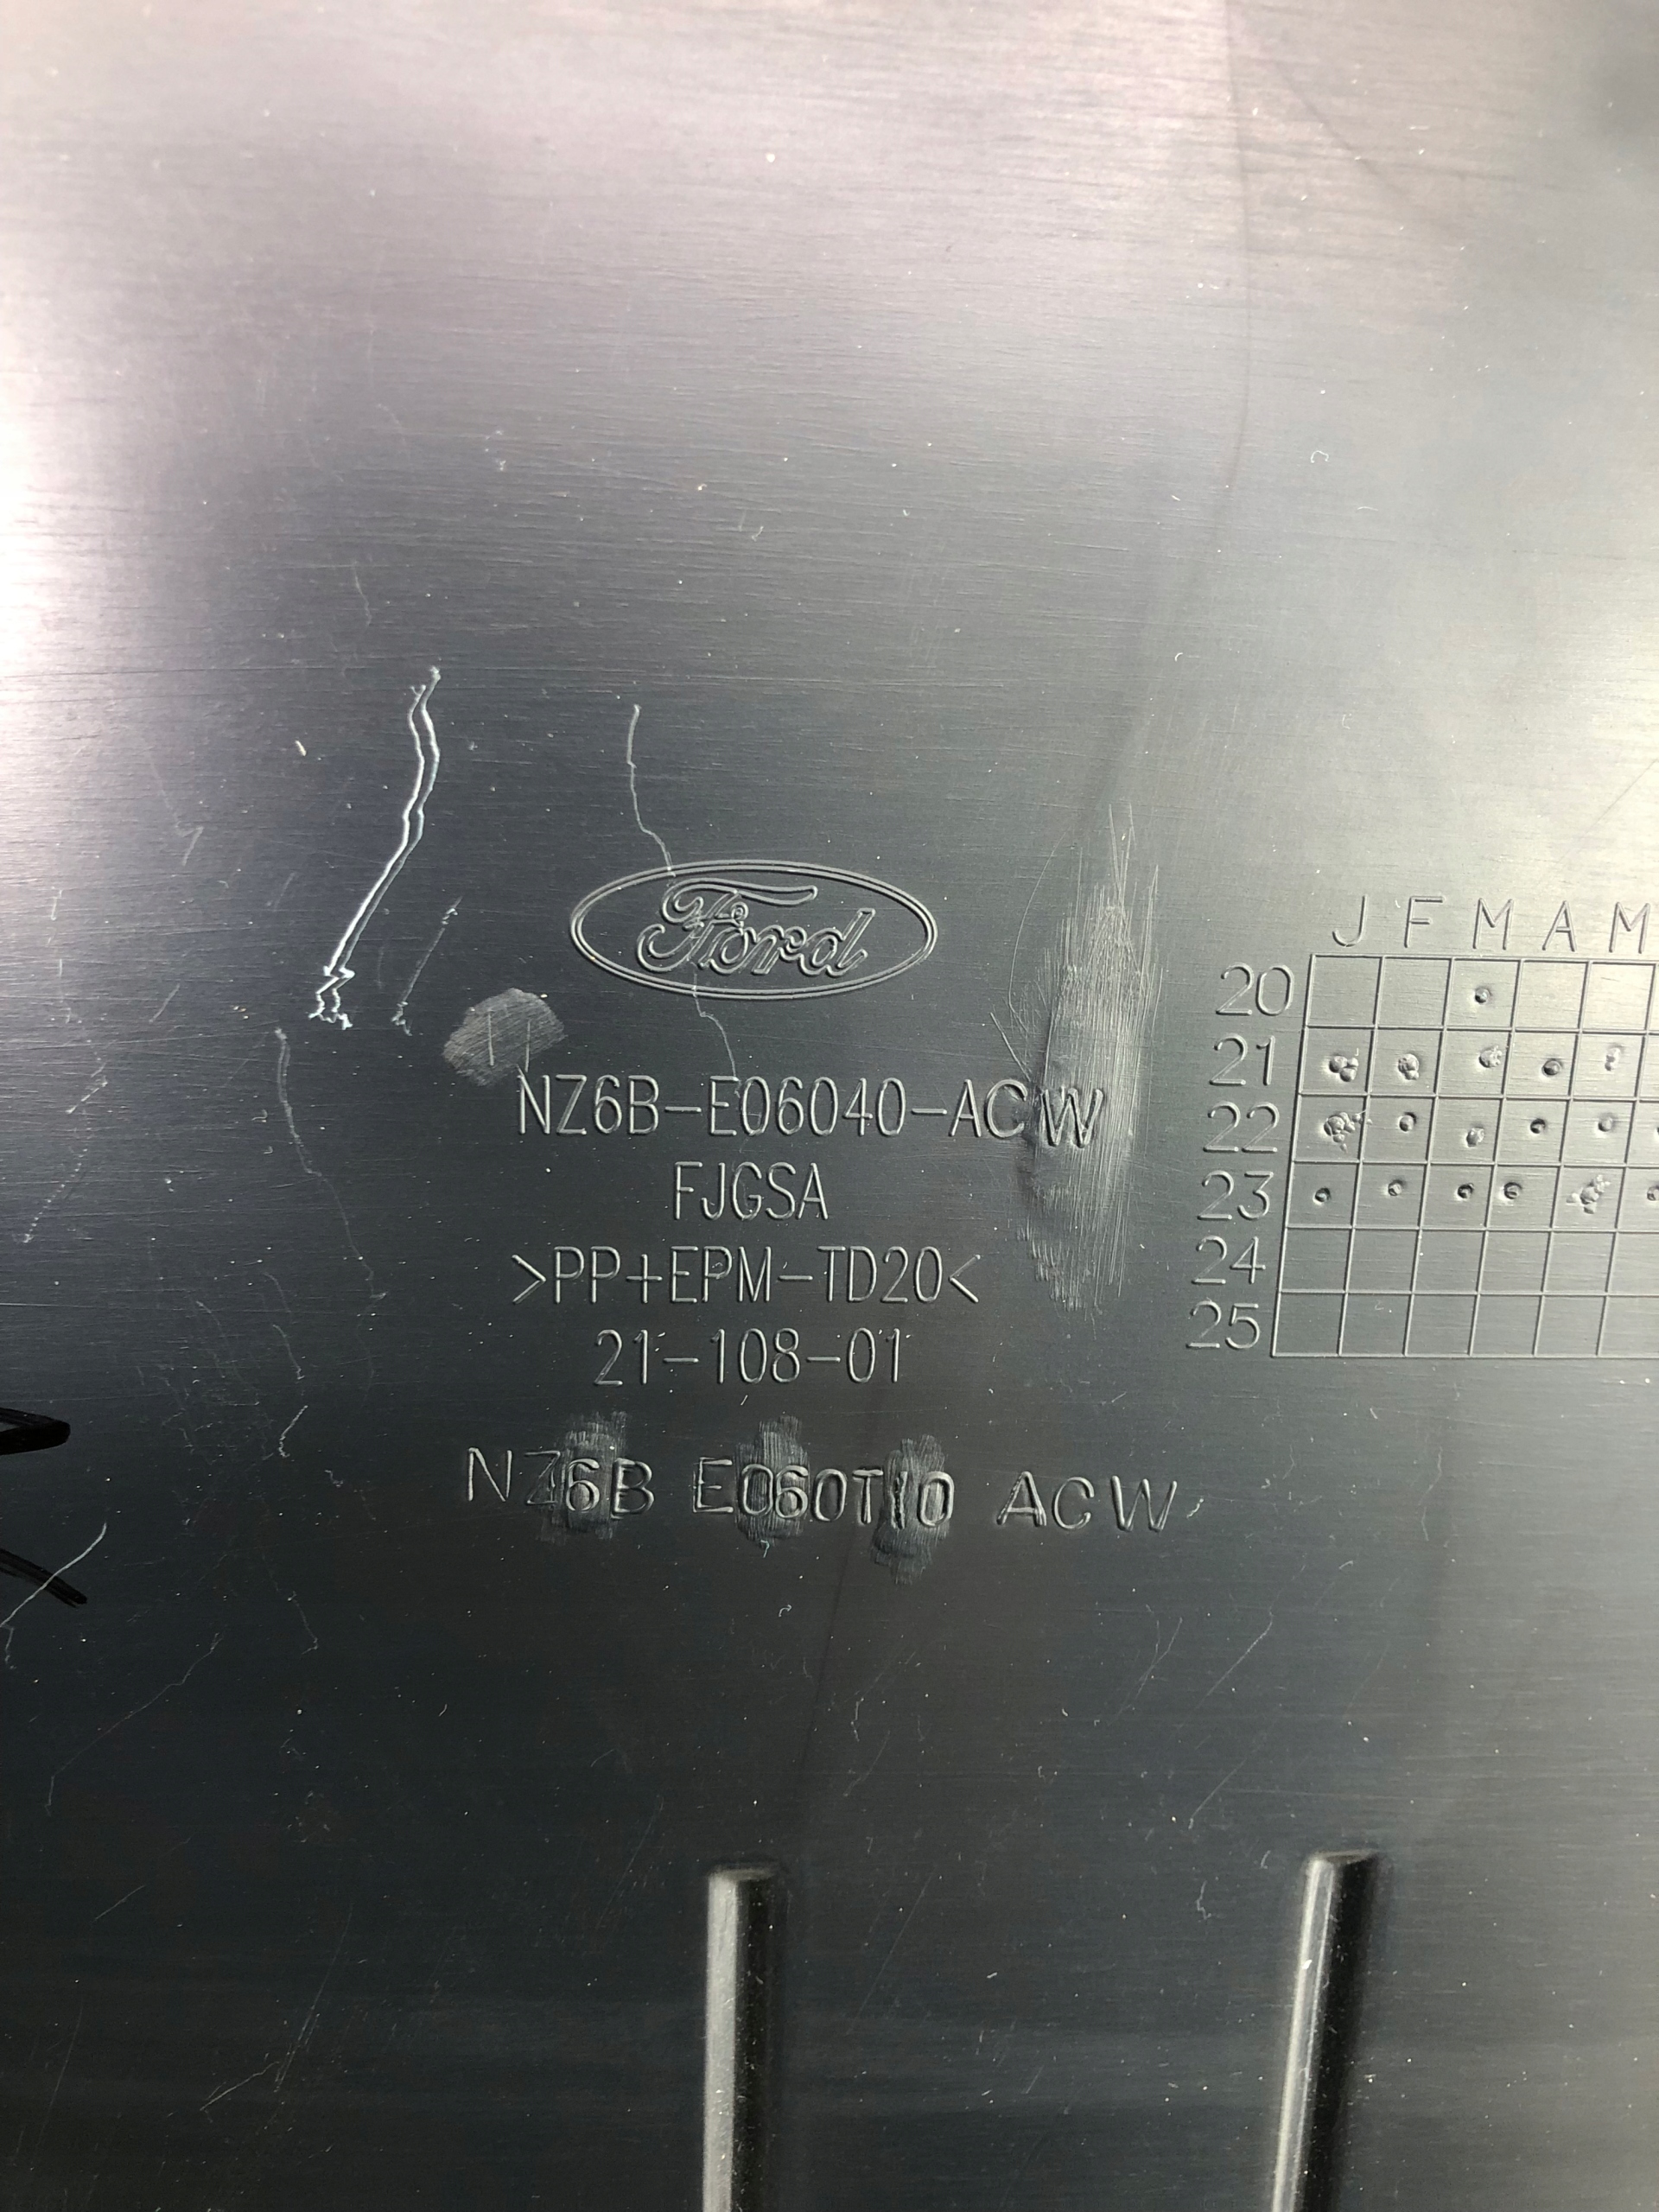 Ford
NZ6B-E06040-ACW
FJGSA
>PP+EPM-TD20<
21-108-01
NZ6B E060T10 ACW
J F M A M
20
21
22
23
24
25